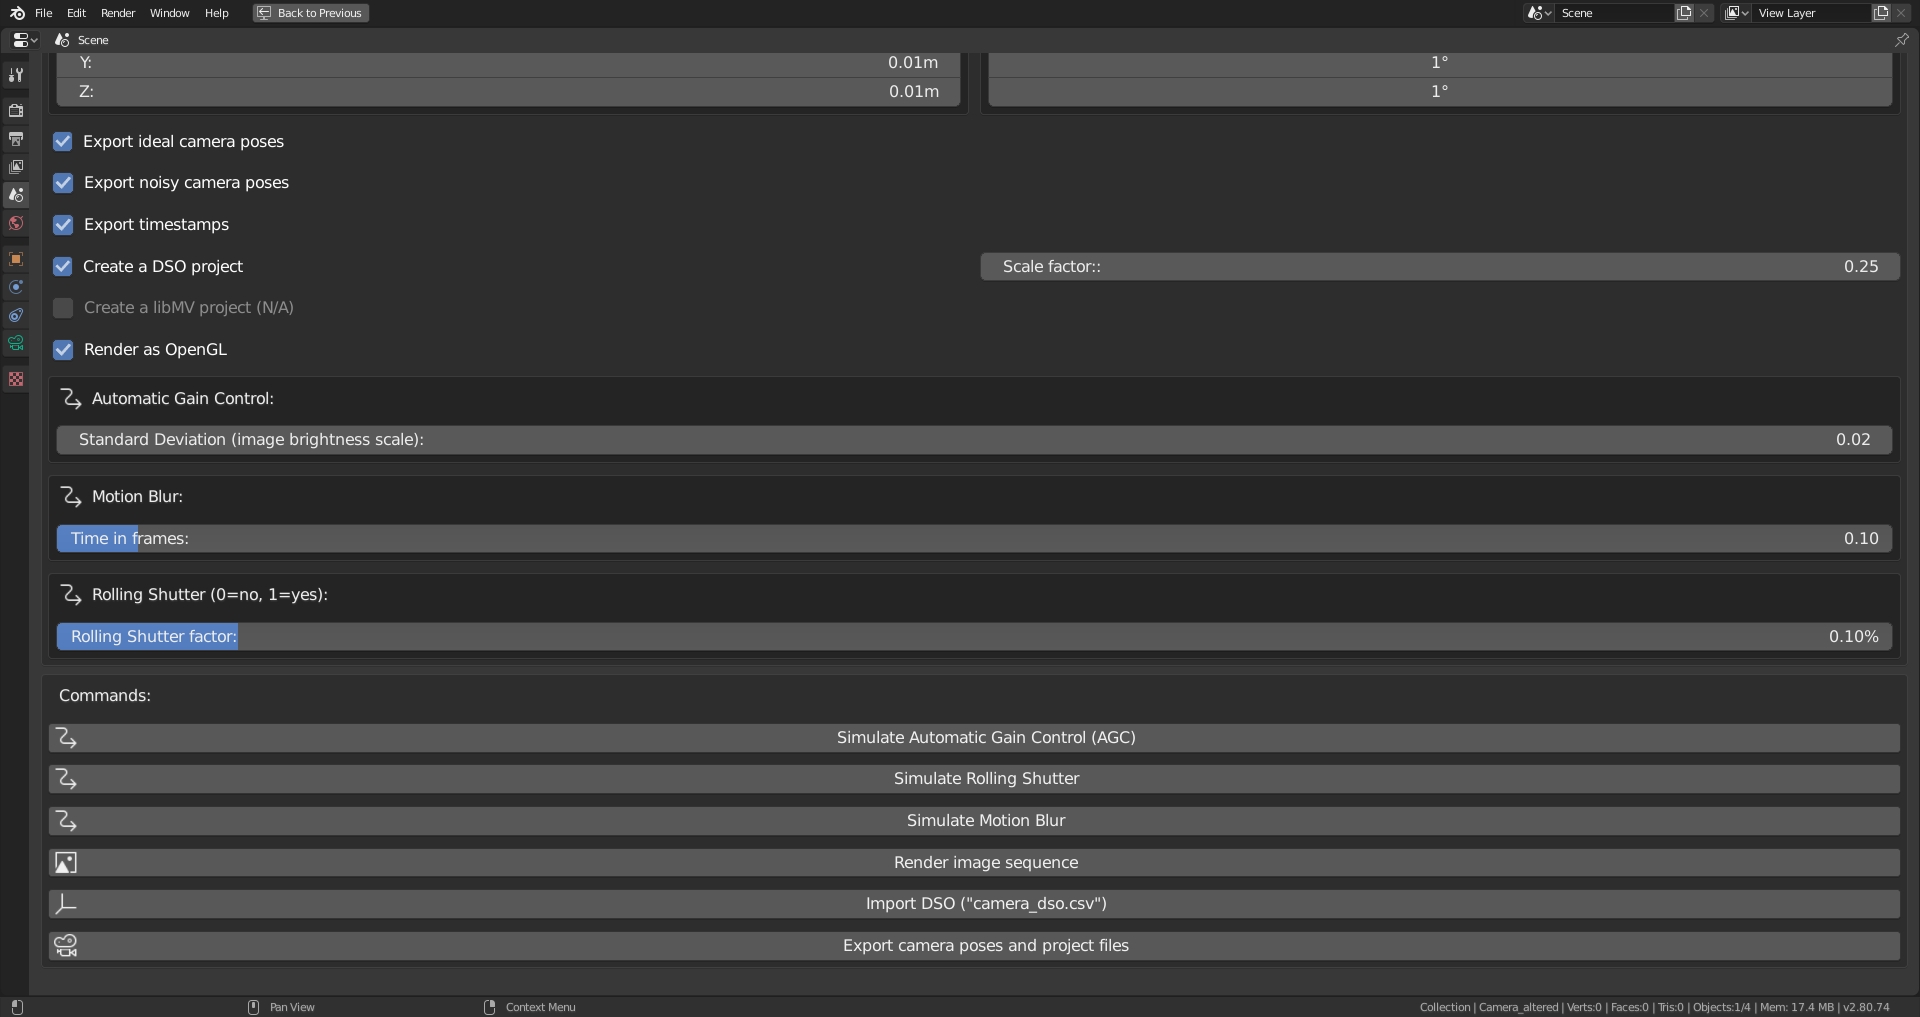 File Edit Render Window Help Back to Previous Scene View Layer
Scene
Y: 0.01m 1°
Z: 0.01m 1°
Export ideal camera poses
Export noisy camera poses
Export timestamps
Create a DSO project Scale factor:: 0.25
Create a libMV project (N/A)
Render as OpenGL
Automatic Gain Control:
Standard Deviation (image brightness scale): 0.02
Motion Blur:
Time in frames: 0.10
Rolling Shutter (0=no, 1=yes):
Rolling Shutter factor: 0.10%
Commands:
Simulate Automatic Gain Control (AGC)
Simulate Rolling Shutter
Simulate Motion Blur
Render image sequence
Import DSO ("camera_dso.csv")
Export camera poses and project files
Pan View Context Menu Collection | Camera_altered | Verts:0 | Faces:0 | Tris:0 | Objects:1/4 | Mem: 17.4 MB | v2.80.74